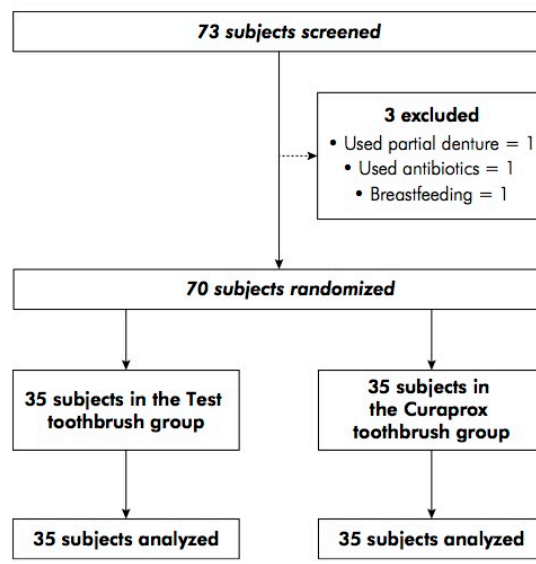 73 subjects screened
3 excluded
• Used partial denture = 1
• Used antibiotics = 1
• Breastfeeding = 1
70 subjects randomized
35 subjects in the Test
toothbrush group
35 subjects in
the Curaprox
toothbrush group
35 subjects analyzed
35 subjects analyzed